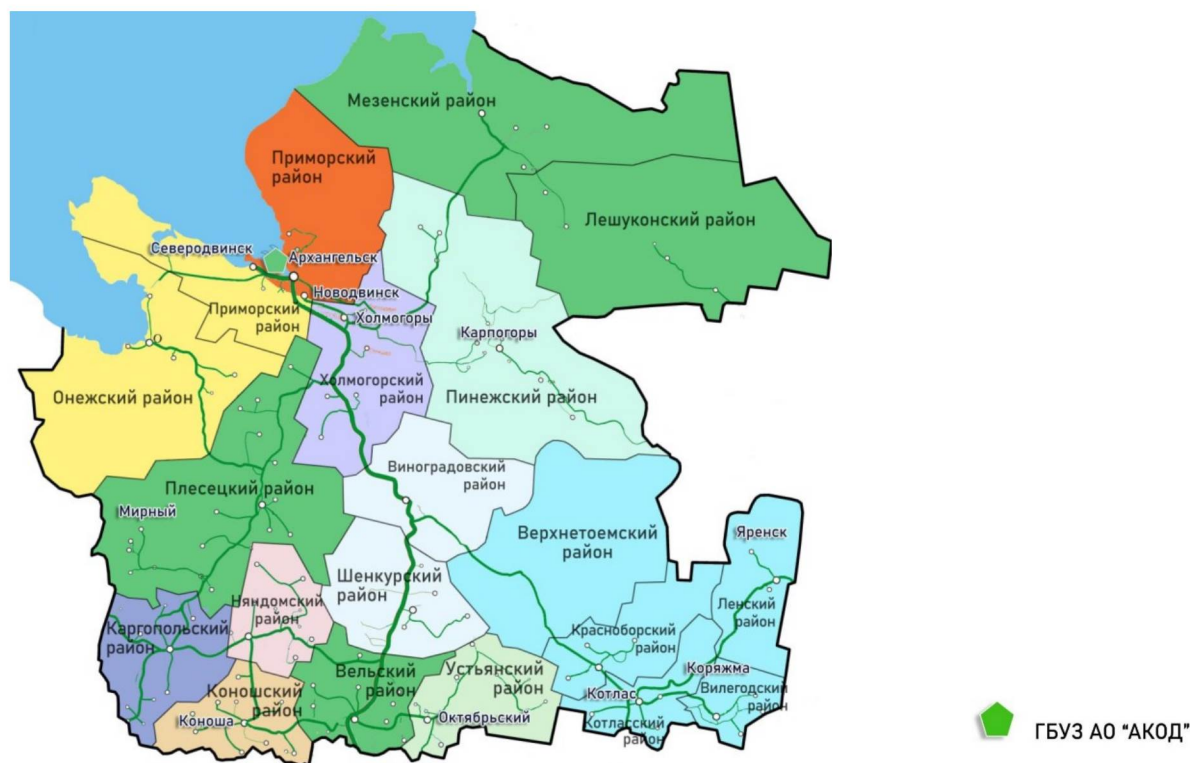 Мезенский район
Приморский
район
Лешуконский район
Северодвинск
Архангельск
Новодвинск
Приморский
район
Холмогоры
Карпогоры
Онежский район
Холмогорский
район
Пинежский район
Виноградовский
район
Плесецкий район
Мирный
Верхнетоемский
район
Яренск
Шенкурский
район
Няндомский
район
Ленский
район
Каргопольский
район
Красноборский
район
Вельский
район
Устьянский
район
Коряжма
Коношский
район
Котлас
Вилегодский
район
Коноша
Октябрьский
Котласский
район
ГБУЗ АО "АКОД"